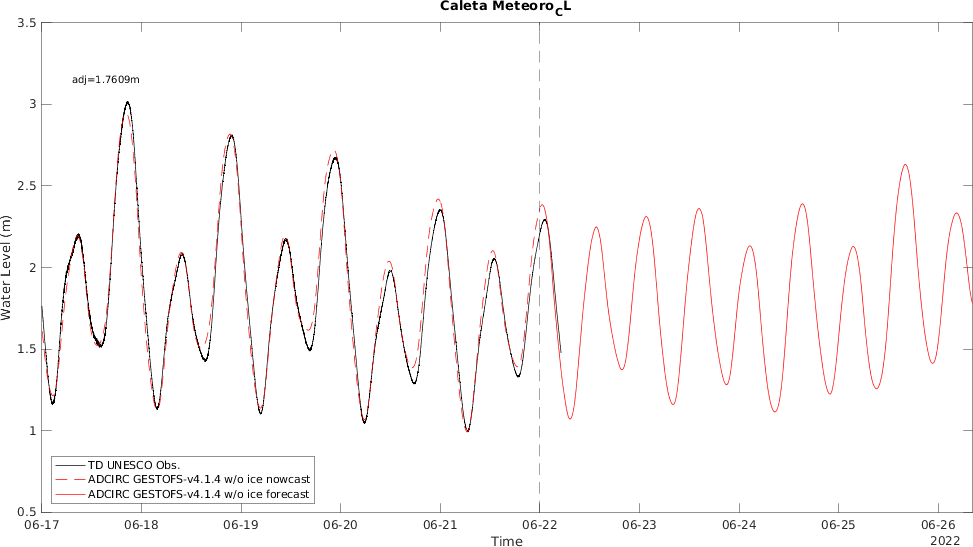 Caleta Meteoro_CL
adj=1.7609m
Water Level (m)
3.5
3
2.5
2
1.5
1
0.5
TD UNESCO Obs.
ADCIRC GESTOFS-v4.1.4 w/o ice nowcast
ADCIRC GESTOFS-v4.1.4 w/o ice forecast
06-17 06-18 06-19 06-20 06-21 06-22 06-23 06-24 06-25 06-26
Time
2022